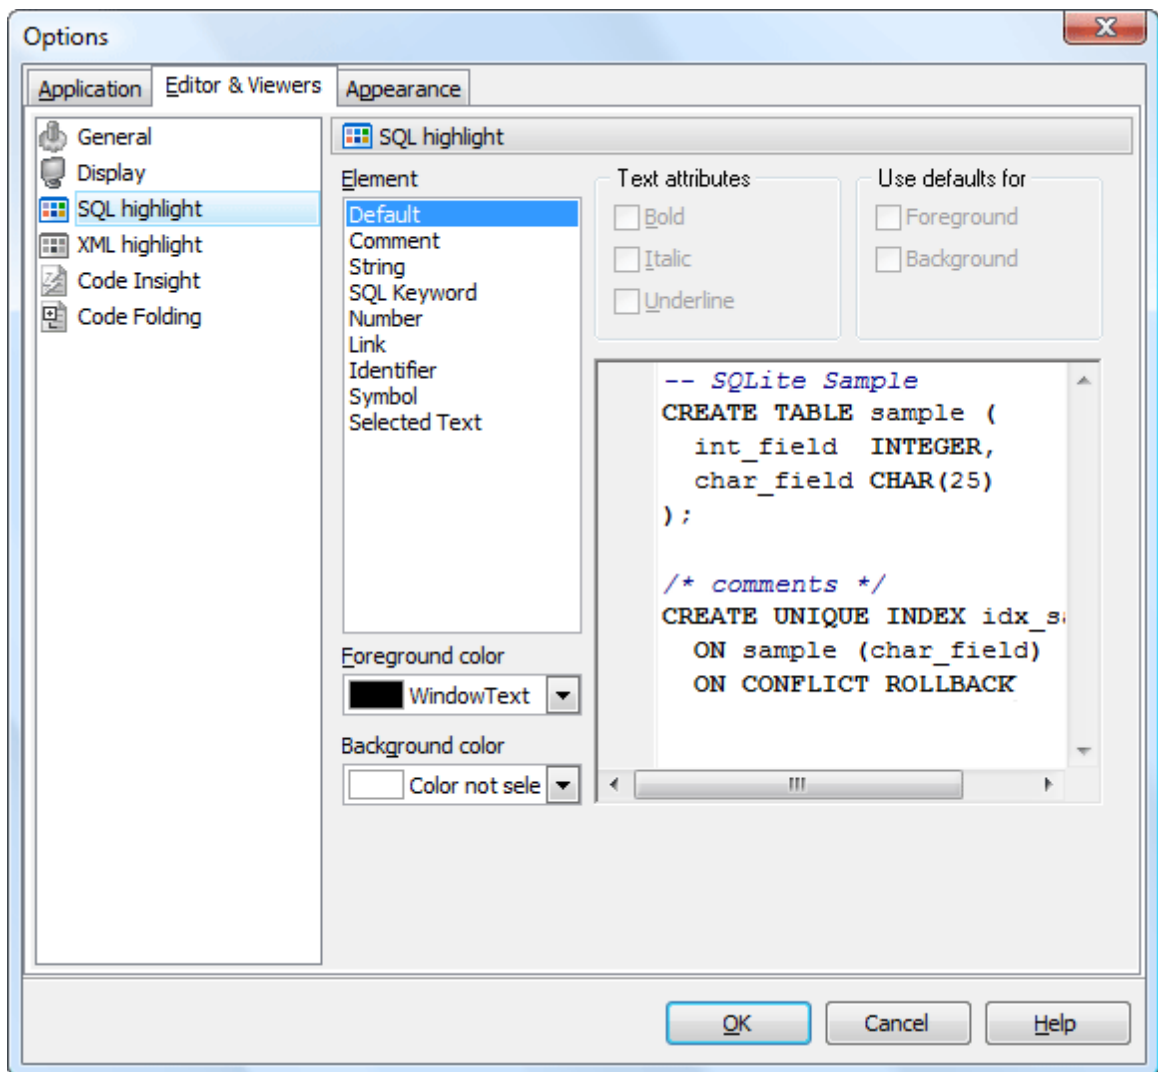 Options
Application
Editor & Viewers
Appearance
General
Display
SQL highlight
XML highlight
Code Insight
Code Folding
SQL highlight
Element
Default
Comment
String
SQL Keyword
Number
Link
Identifier
Symbol
Selected Text
Foreground color
WindowText
Background color
Color not sele
Text attributes
Bold
Italic
Underline
Use defaults for
Foreground
Background
-- SQLite Sample
CREATE TABLE sample (
  int_field  INTEGER,
  char_field CHAR(25)
);
/* comments */
CREATE UNIQUE INDEX idx_sa
  ON sample (char_field)
  ON CONFLICT ROLLBACK
OK
Cancel
Help